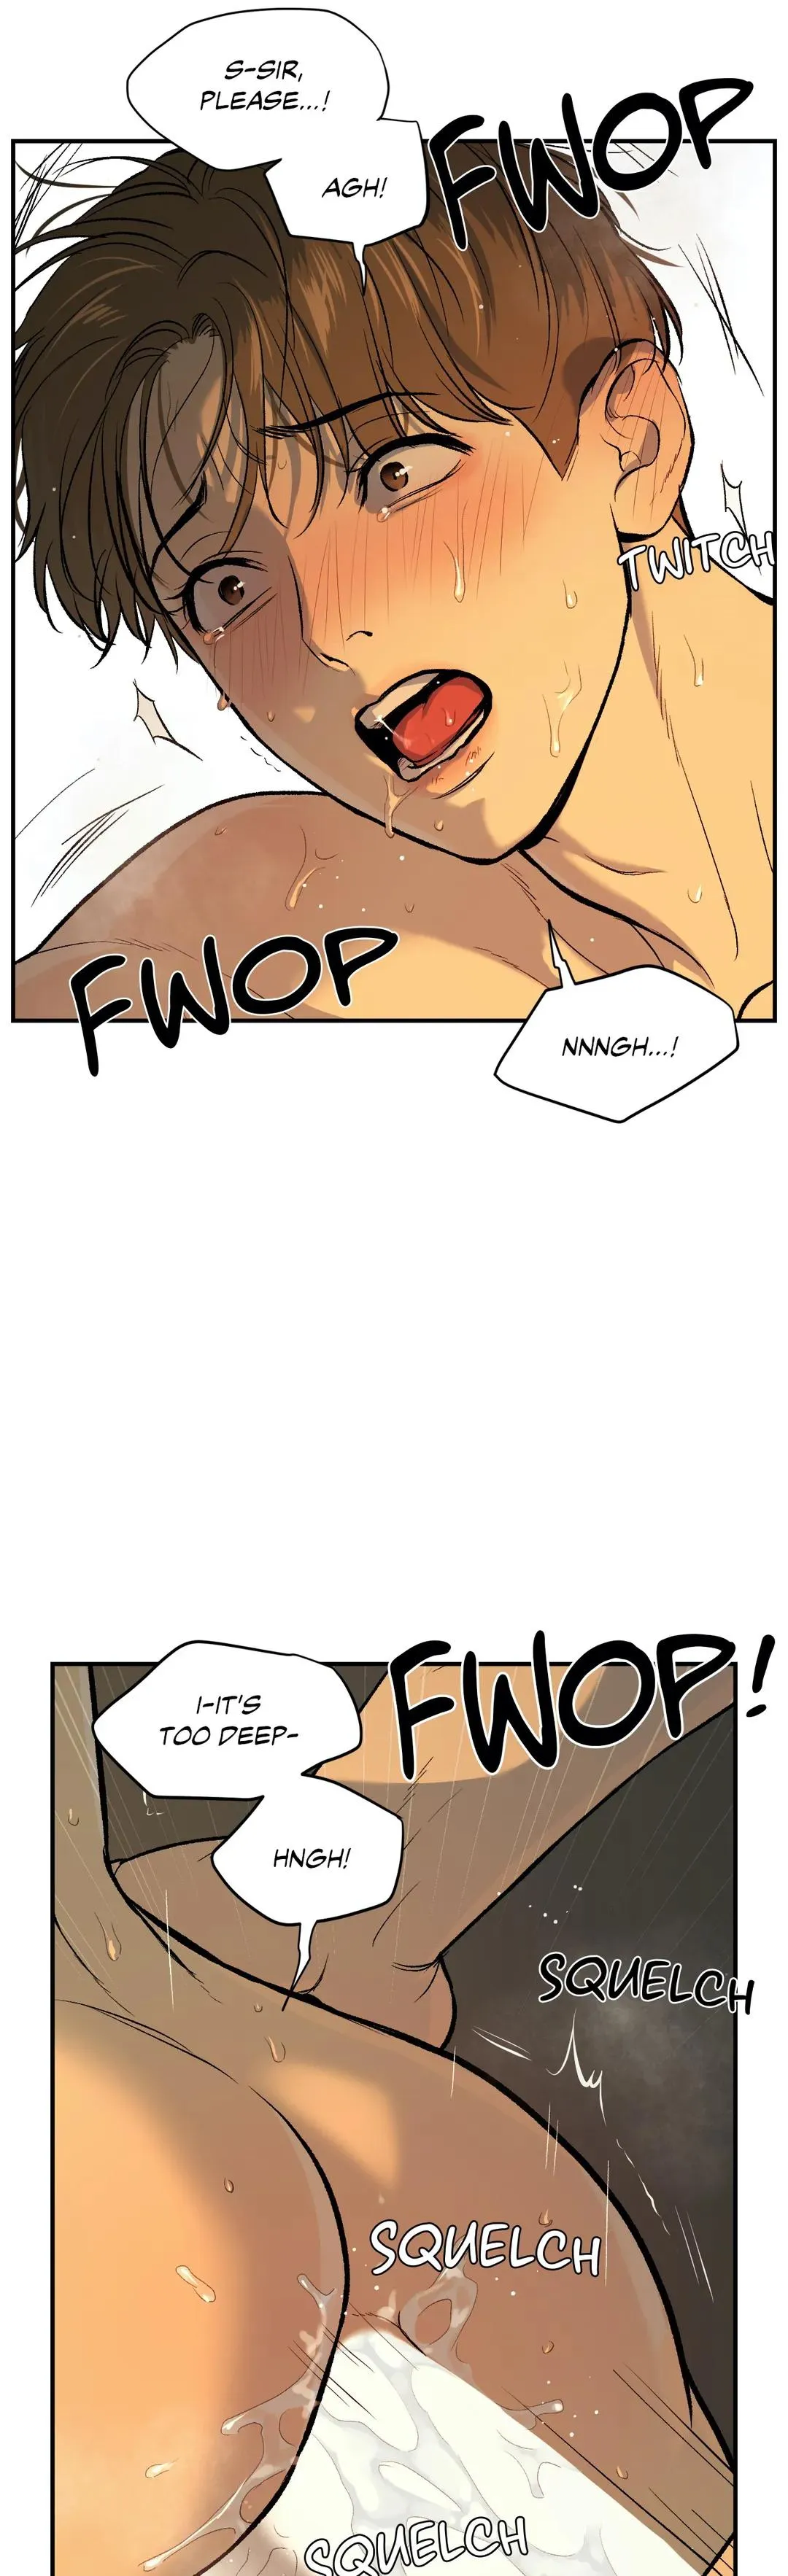 S-SIR,
PLEASE...!
AGH!
FWOP
TWITCH
FWOP
NNNGH...!
FWOP!
I-IT'S
TOO DEEP-
HNGH!
SQUELCH
SQUELCH
SQUELCH